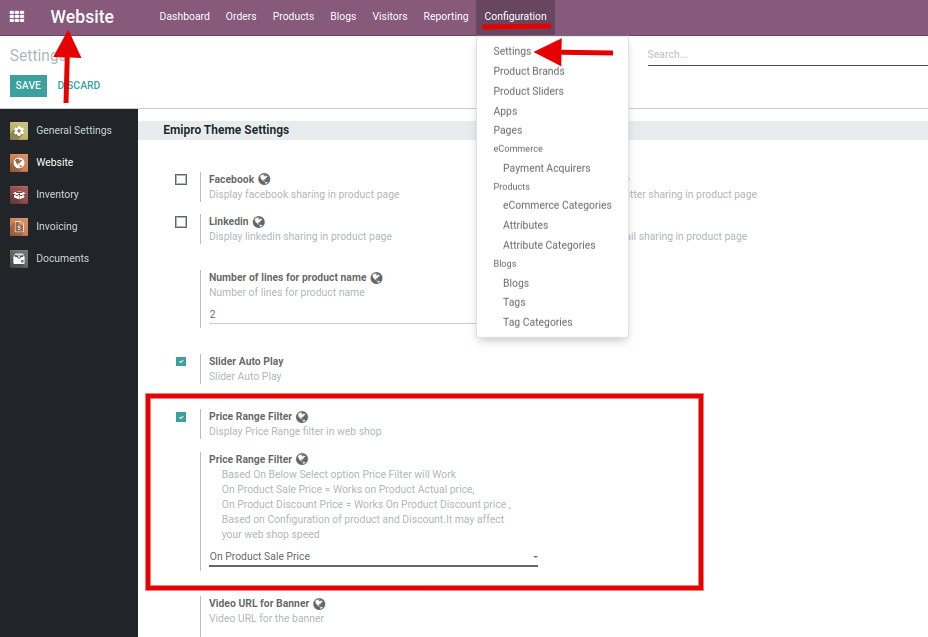 Website
Dashboard Orders Products Blogs Visitors Reporting Configuration
Settings
Search...
SAVE DISCARD
Settings
Product Brands
Product Sliders
Apps
Pages
eCommerce
Payment Acquirers
Products
eCommerce Categories
Attributes
Attribute Categories
Blogs
Blogs
Tags
Tag Categories
General Settings
Website
Inventory
Invoicing
Documents
Emipro Theme Settings
Facebook
Display facebook sharing in product page
tter sharing in product page
Linkedin
Display linkedin sharing in product page
il sharing in product page
Number of lines for product name
Number of lines for product name
2
Slider Auto Play
Slider Auto Play
Price Range Filter
Display Price Range filter in web shop
Price Range Filter
Based On Below Select option Price Filter will Work
On Product Sale Price = Works on Product Actual price,
On Product Discount Price = Works On Product Discount price ,
Based on Configuration of product and Discount.It may affect
your web shop speed
On Product Sale Price
Video URL for Banner
Video URL for the banner